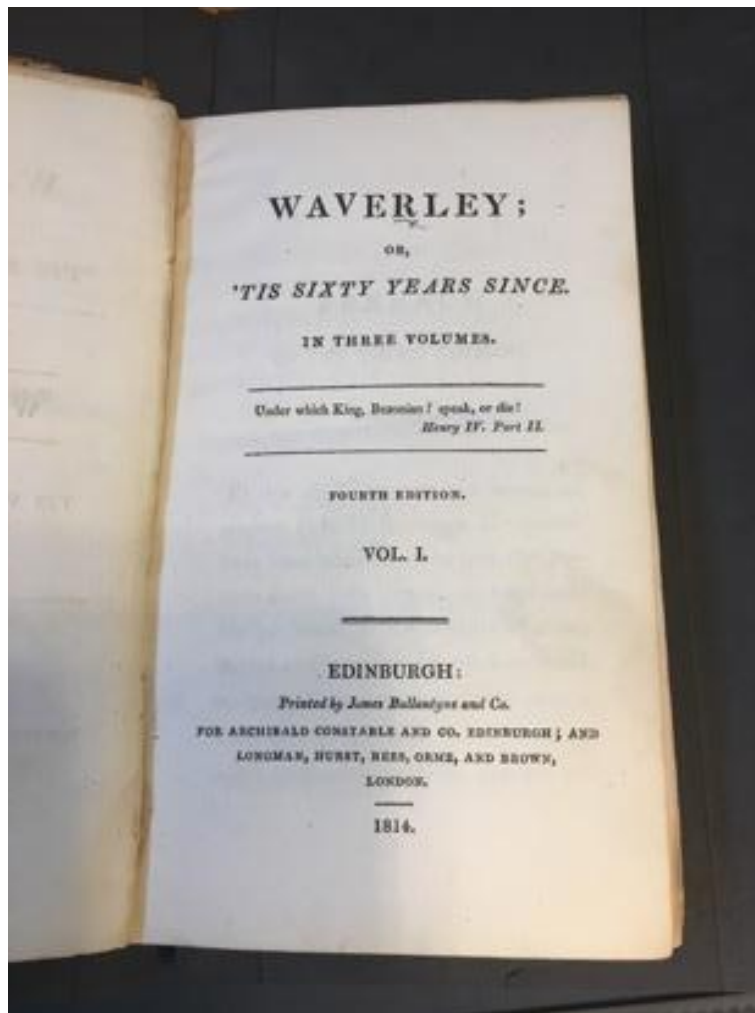 WAVERLEY;
OR,
'TIS SIXTY YEARS SINCE.
IN THREE VOLUMES.
Under which King, Bezonian? speak, or die!
Henry IV. Part II.
FOURTH EDITION.
VOL. I.
EDINBURGH:
Printed by James Ballantyne and Co.
FOR ARCHIBALD CONSTABLE AND CO. EDINBURGH; AND
LONGMAN, HURST, REES, ORME, AND BROWN,
LONDON.
1814.